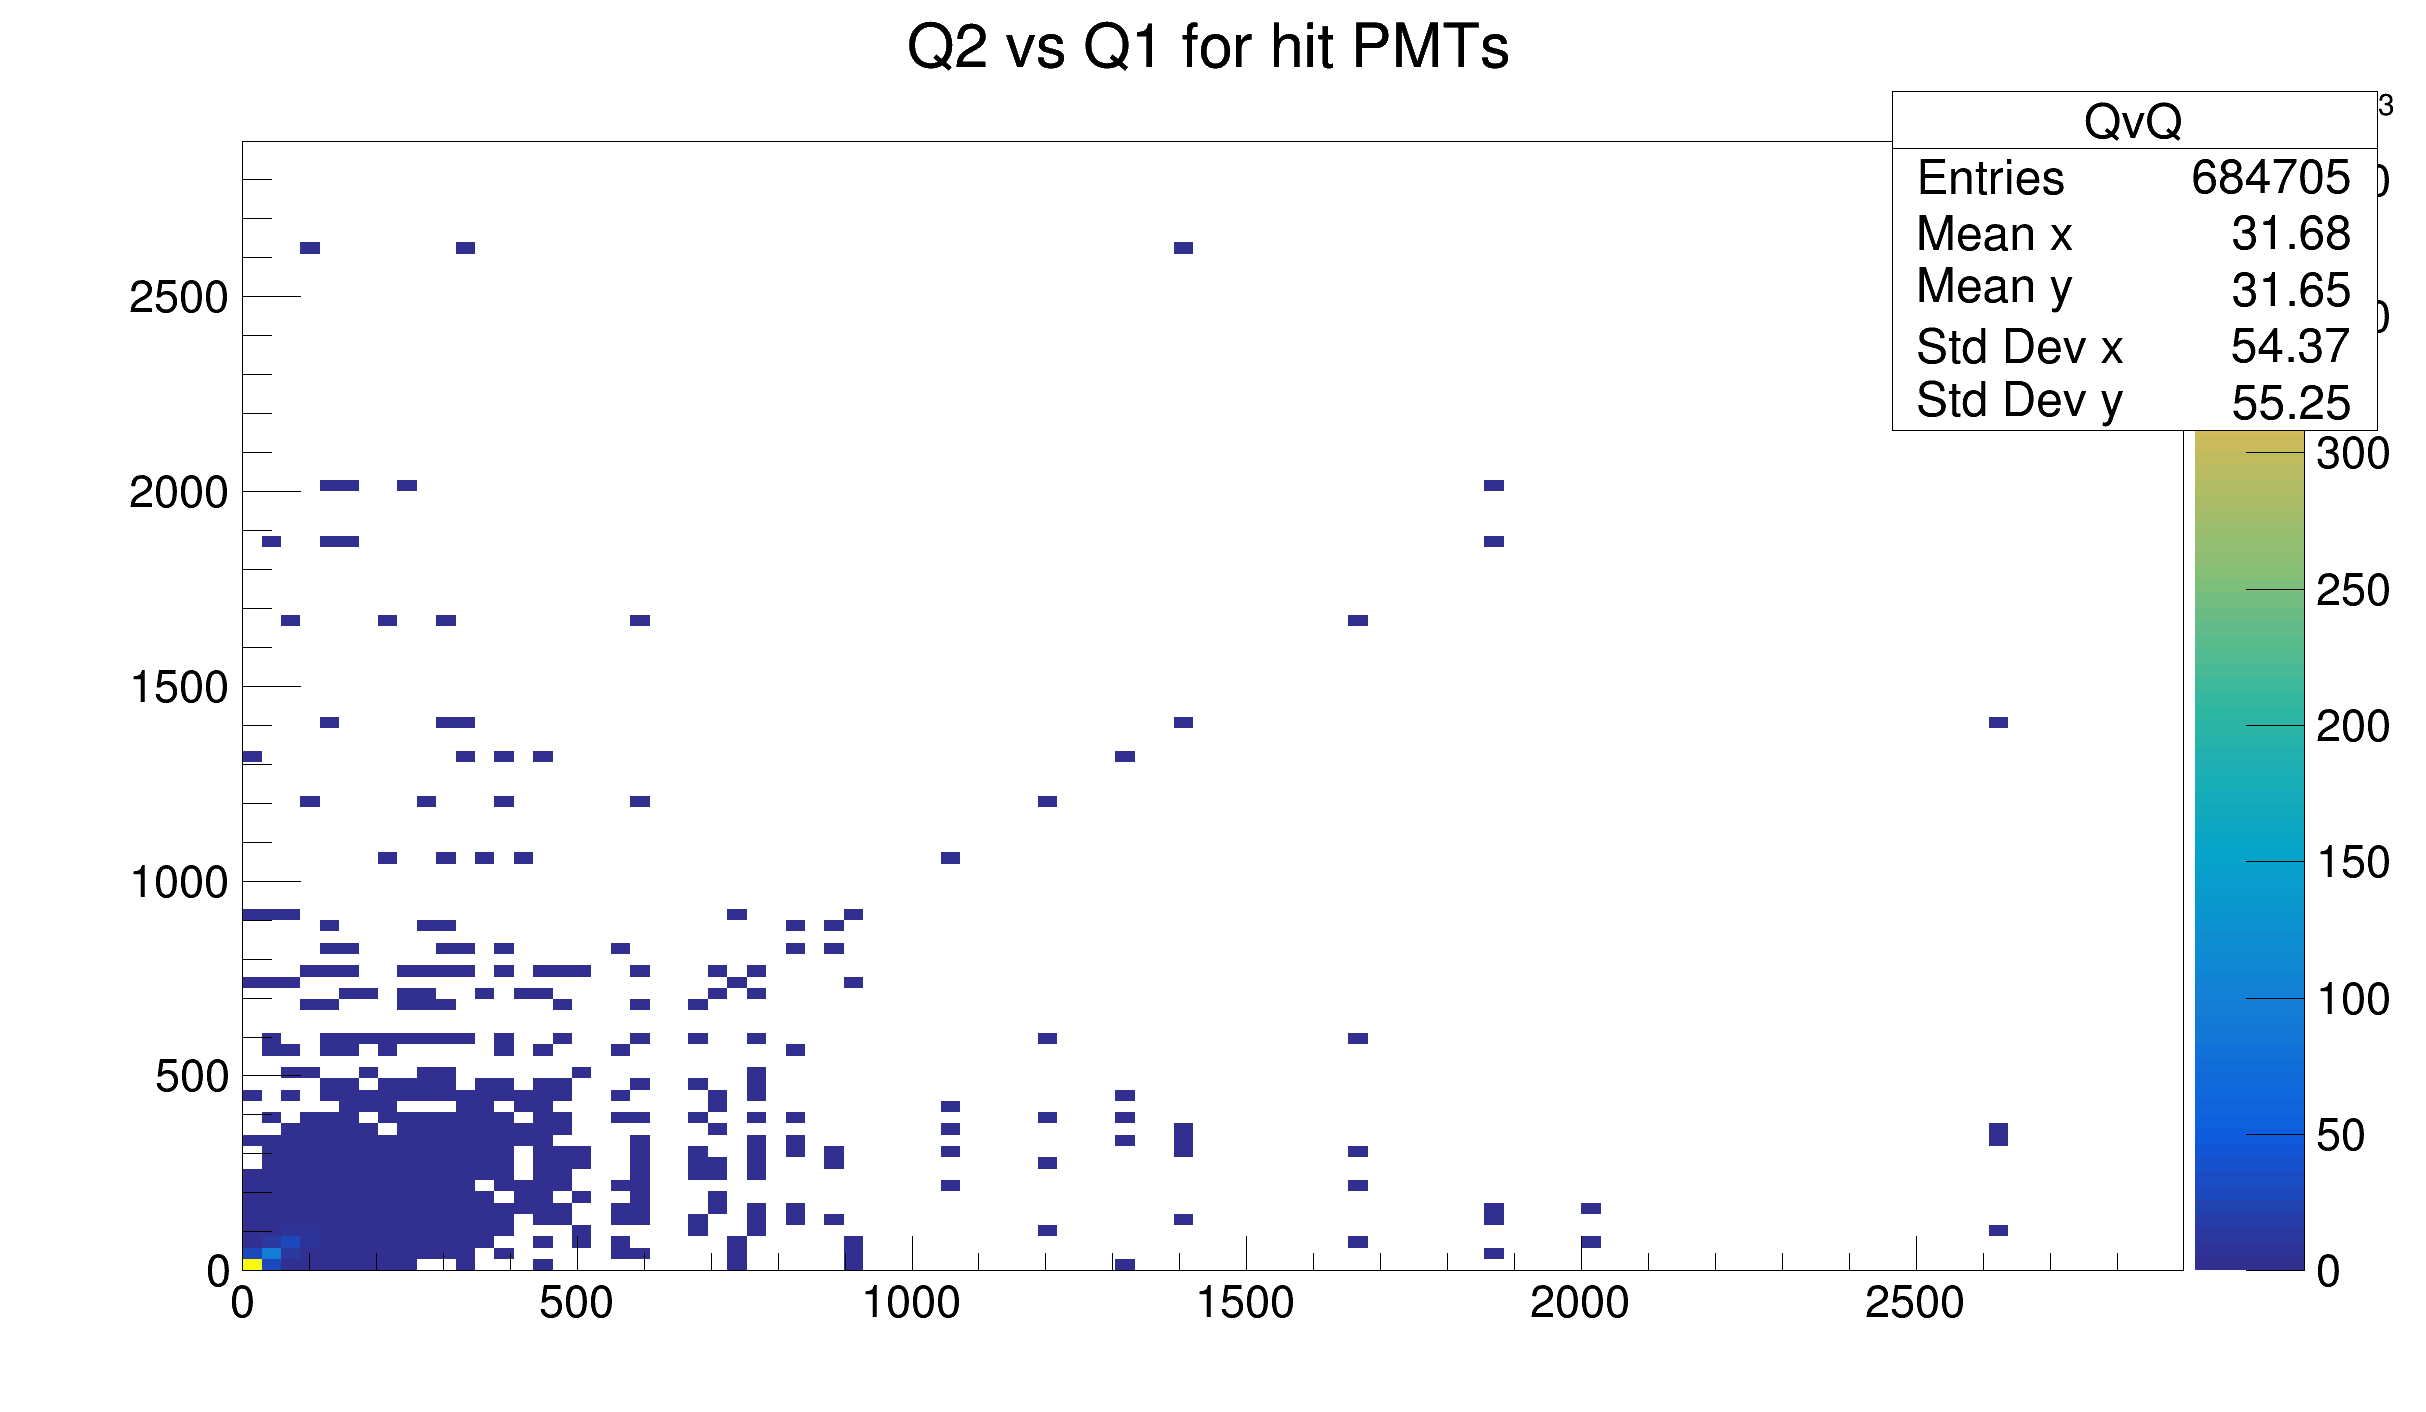 Q2 vs Q1 for hit PMTs
3
QvQ
Entries 684705
Mean x 31.68
Mean y 31.65
Std Dev x 54.37
Std Dev y 55.25
2500
2000
1500
1000
500
0
0 500 1000 1500 2000 2500
300
250
200
150
100
50
0